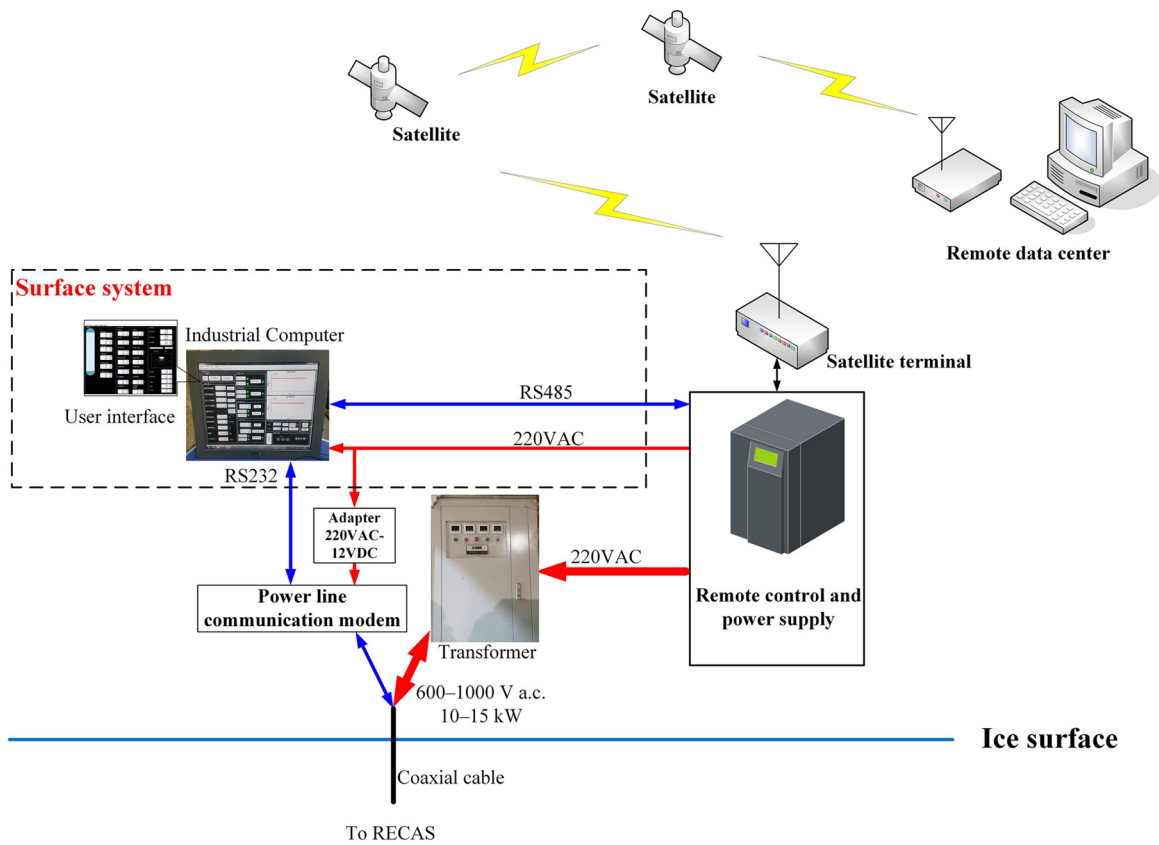 Satellite
Satellite
Remote data center
Surface system
Industrial Computer
User interface
RS485
220VAC
RS232
Satellite terminal
Adapter
220VAC-
12VDC
220VAC
Power line
communication modem
Transformer
Remote control and
power supply
600–1000 V a.c.
10–15 kW
Ice surface
Coaxial cable
To RECAS